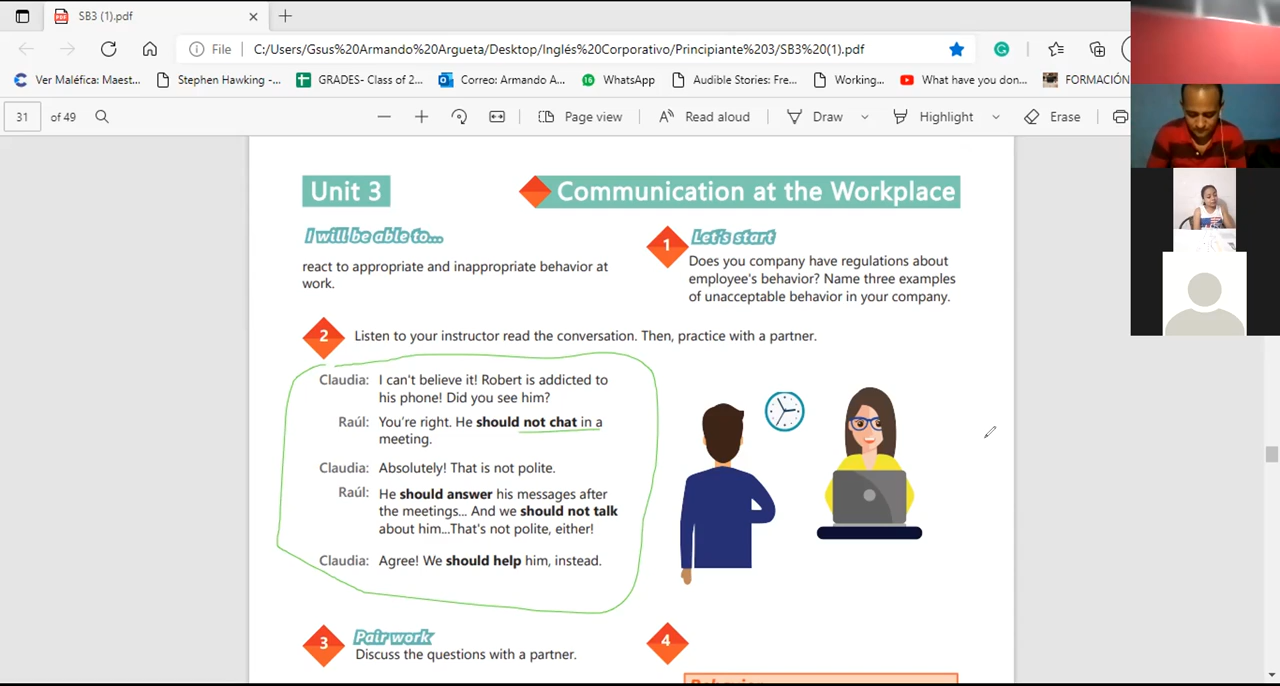 SB3 (1).pdf
File
C:/Users/Gsus%20Armando%20Argueta/Desktop/Inglés%20Corporativo/Principiante%203/SB3%20(1).pdf
Ver Maléfica: Maest...
Stephen Hawking -...
GRADES- Class of 2...
Correo: Armando A...
WhatsApp
Audible Stories: Fre...
Working...
What have you don...
FORMACIÓN
31 of 49
Page view
Read aloud
Draw
Highlight
Erase
Unit 3
Communication at the Workplace
I will be able to...
react to appropriate and inappropriate behavior at
work.
1 Let's start
Does you company have regulations about
employee's behavior? Name three examples
of unacceptable behavior in your company.
2 Listen to your instructor read the conversation. Then, practice with a partner.
Claudia: I can't believe it! Robert is addicted to
his phone! Did you see him?
Raúl: You're right. He should not chat in a
meeting.
Claudia: Absolutely! That is not polite.
Raúl: He should answer his messages after
the meetings... And we should not talk
about him...That's not polite, either!
Claudia: Agree! We should help him, instead.
3 Pair work
Discuss the questions with a partner.
4
Behavior